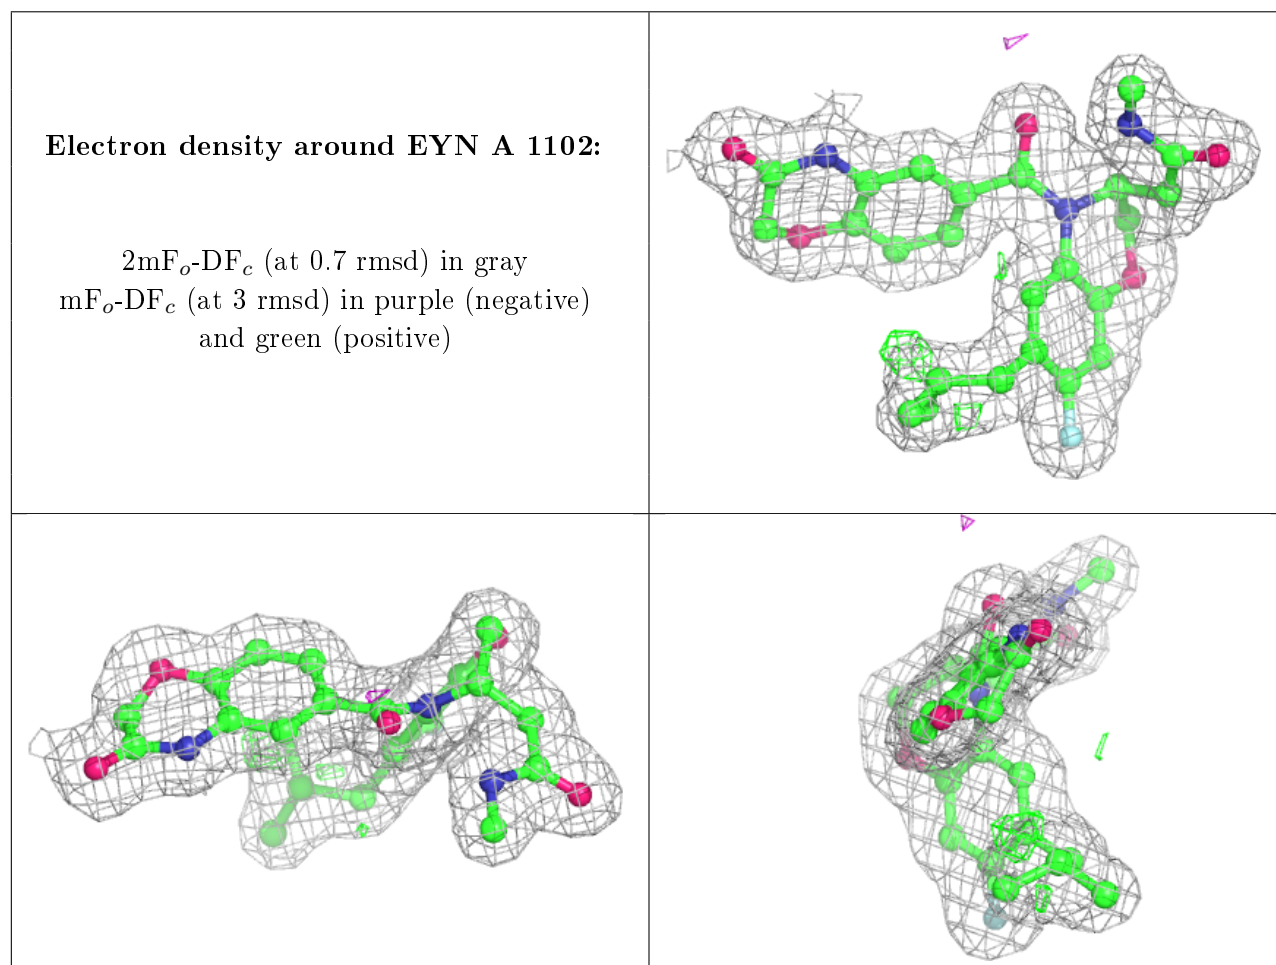 Electron density around EYN A 1102:
2mFₒ-DF𝒸 (at 0.7 rmsd) in gray
mFₒ-DF𝒸 (at 3 rmsd) in purple (negative)
and green (positive)